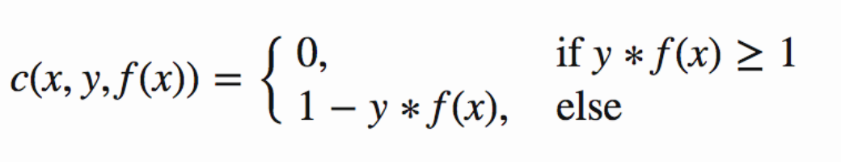 c(x, y, f(x)) = { 0, if y * f(x) ≥ 1
1 − y * f(x), else